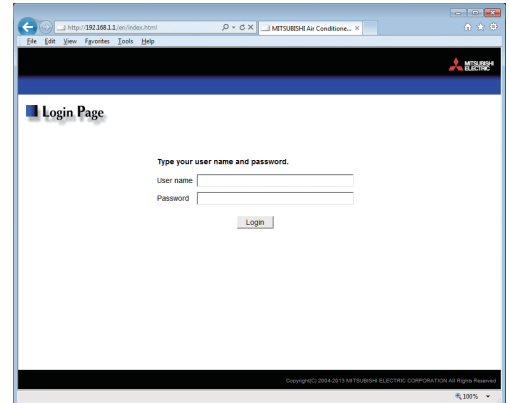 http://192.168.1.1/en/index.html
MITSUBISHI Air Conditione...
File Edit View Favorites Tools Help
MITSUBISHI
ELECTRIC
Login Page
Type your user name and password.
User name
Password
Login
Copyright(C) 2004-2013 MITSUBISHI ELECTRIC CORPORATION All Rights Reserved
100%